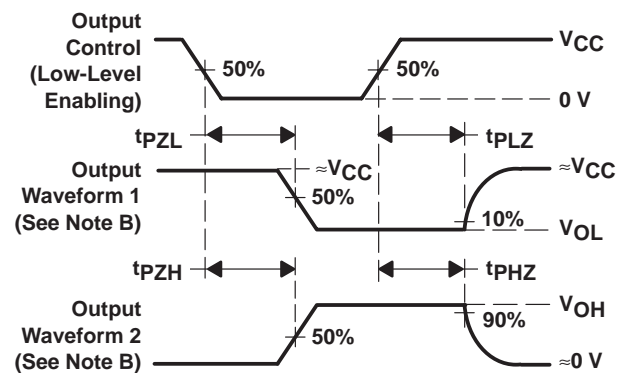 Output
Control
(Low-Level
Enabling)
50%
50%
VCC
0 V
tPZL
tPLZ
Output
Waveform 1
(See Note B)
≈VCC
50%
≈VCC
10%
VOL
tPZH
tPHZ
Output
Waveform 2
(See Note B)
50%
VOH
90%
≈0 V